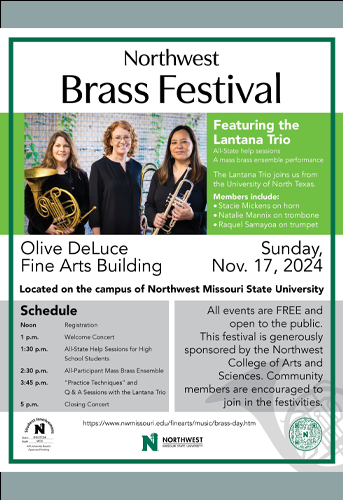 Northwest
Brass Festival
Featuring the
Lantana Trio
All-State help sessions
A mass brass ensemble performance
The Lantana Trio joins us from
the University of North Texas.
Members include:
• Stacie Mickens on horn
• Natalie Mannix on trombone
• Raquel Samayoa on trumpet
Olive DeLuce
Fine Arts Building
Sunday,
Nov. 17, 2024
Located on the campus of Northwest Missouri State University
Schedule
Noon Registration
1 p.m. Welcome Concert
1:30 p.m. All-State Help Sessions for High
School Students
2:30 p.m. All-Participant Mass Brass Ensemble
3:45 p.m. "Practice Techniques" and
Q & A Sessions with the Lantana Trio
5 p.m. Closing Concert
All events are FREE and
open to the public.
This festival is generously
sponsored by the Northwest
College of Arts and
Sciences. Community
members are encouraged to
join in the festivities.
https://www.nwmissouri.edu/finearts/music/brass-day.htm
N
NORTHWEST
MISSOURI STATE UNIVERSITY